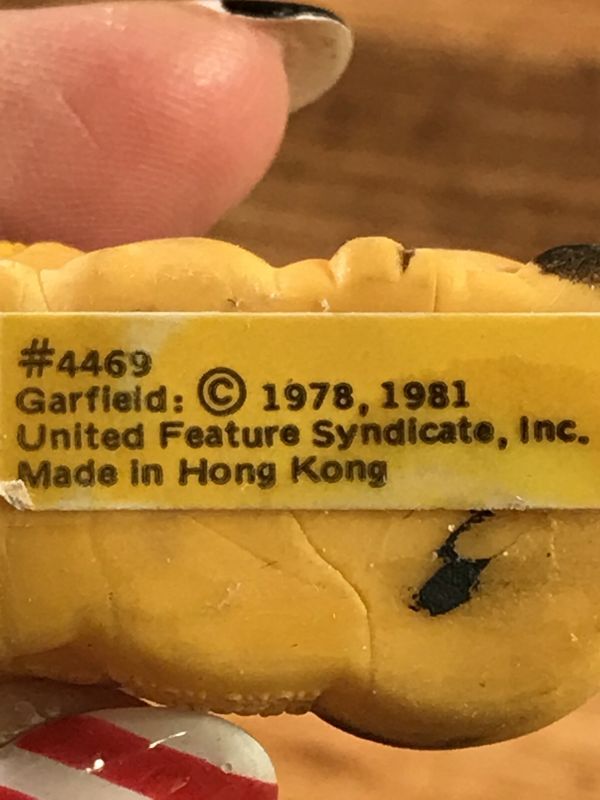 #4469
Garfield: © 1978, 1981
United Feature Syndicate, Inc.
Made in Hong Kong